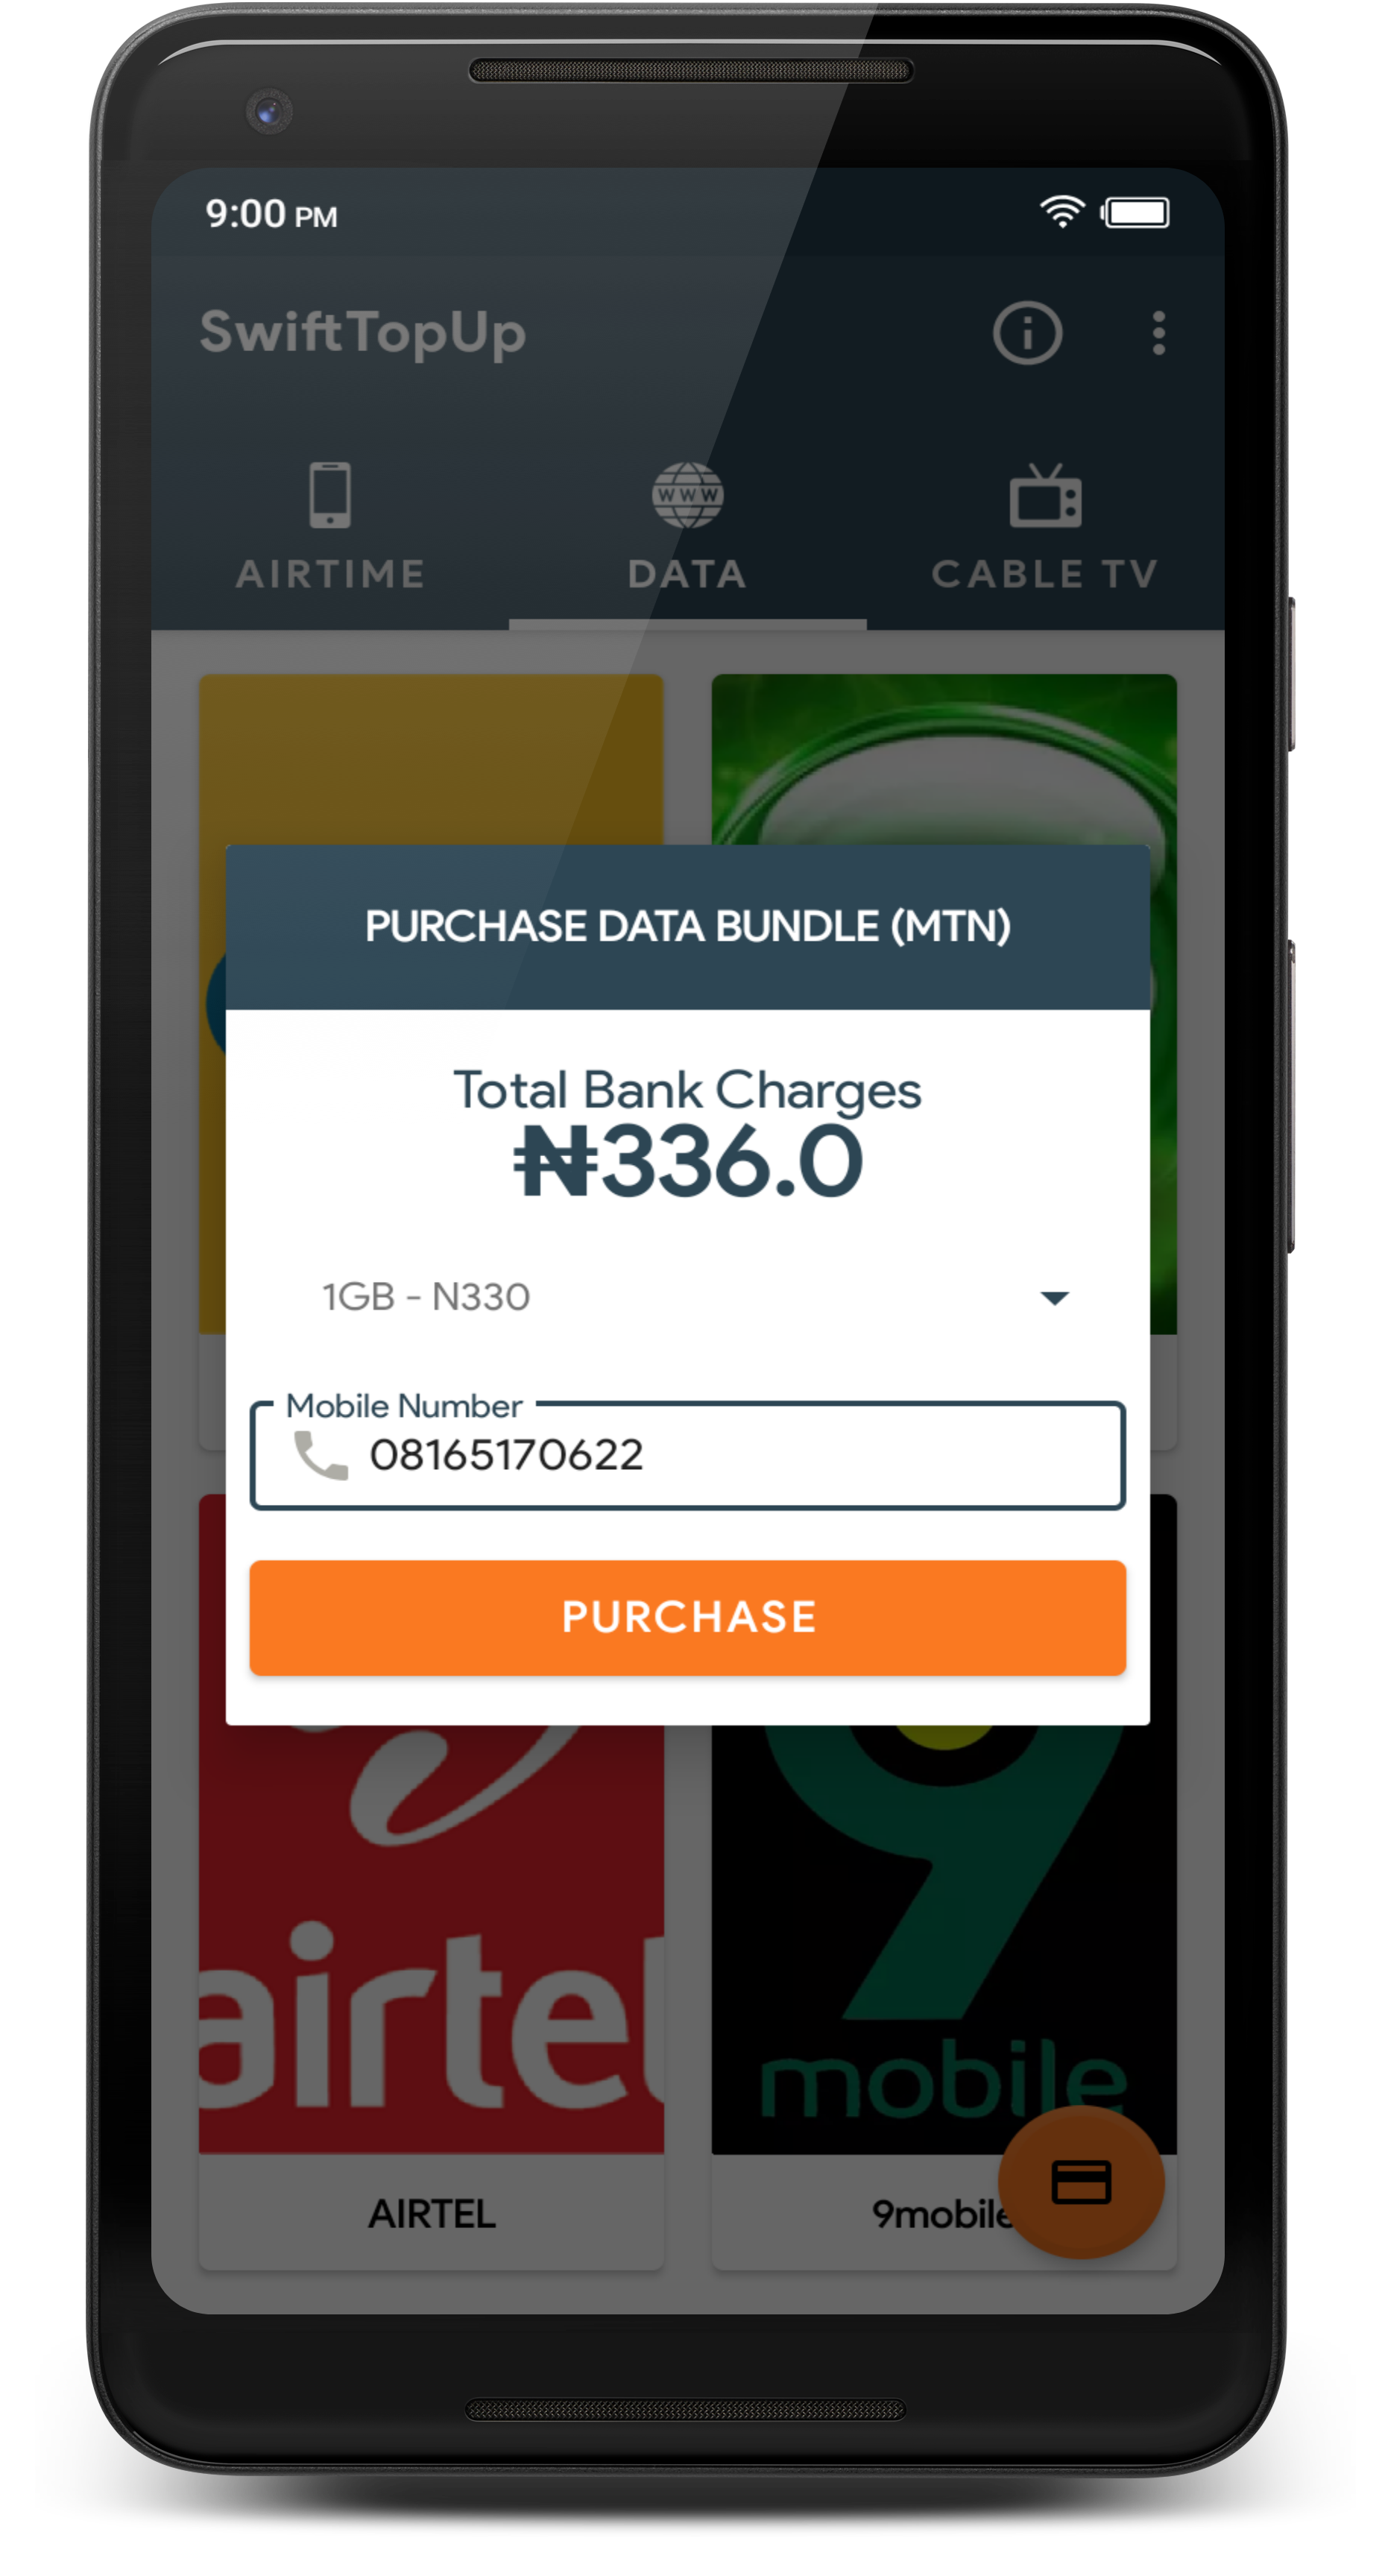 9:00 PM
SwiftTopUp
AIRTIME
WWW
DATA
CABLE TV
PURCHASE DATA BUNDLE (MTN)
Total Bank Charges
₦336.0
1GB - N330
Mobile Number
08165170622
PURCHASE
airtel
mobile
AIRTEL
9mobile